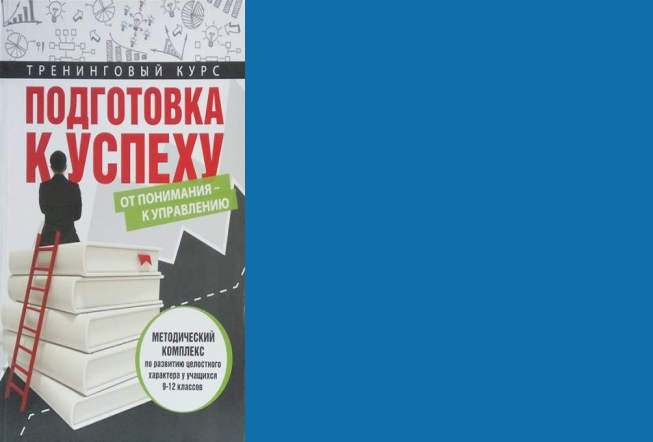 ТРЕНИНГОВЫЙ КУРС
ПОДГОТОВКА
К УСПЕХУ
ОТ ПОНИМАНИЯ –
К УПРАВЛЕНИЮ
МЕТОДИЧЕСКИЙ
КОМПЛЕКС
по развитию целостного
характера у учащихся
9-12 классов